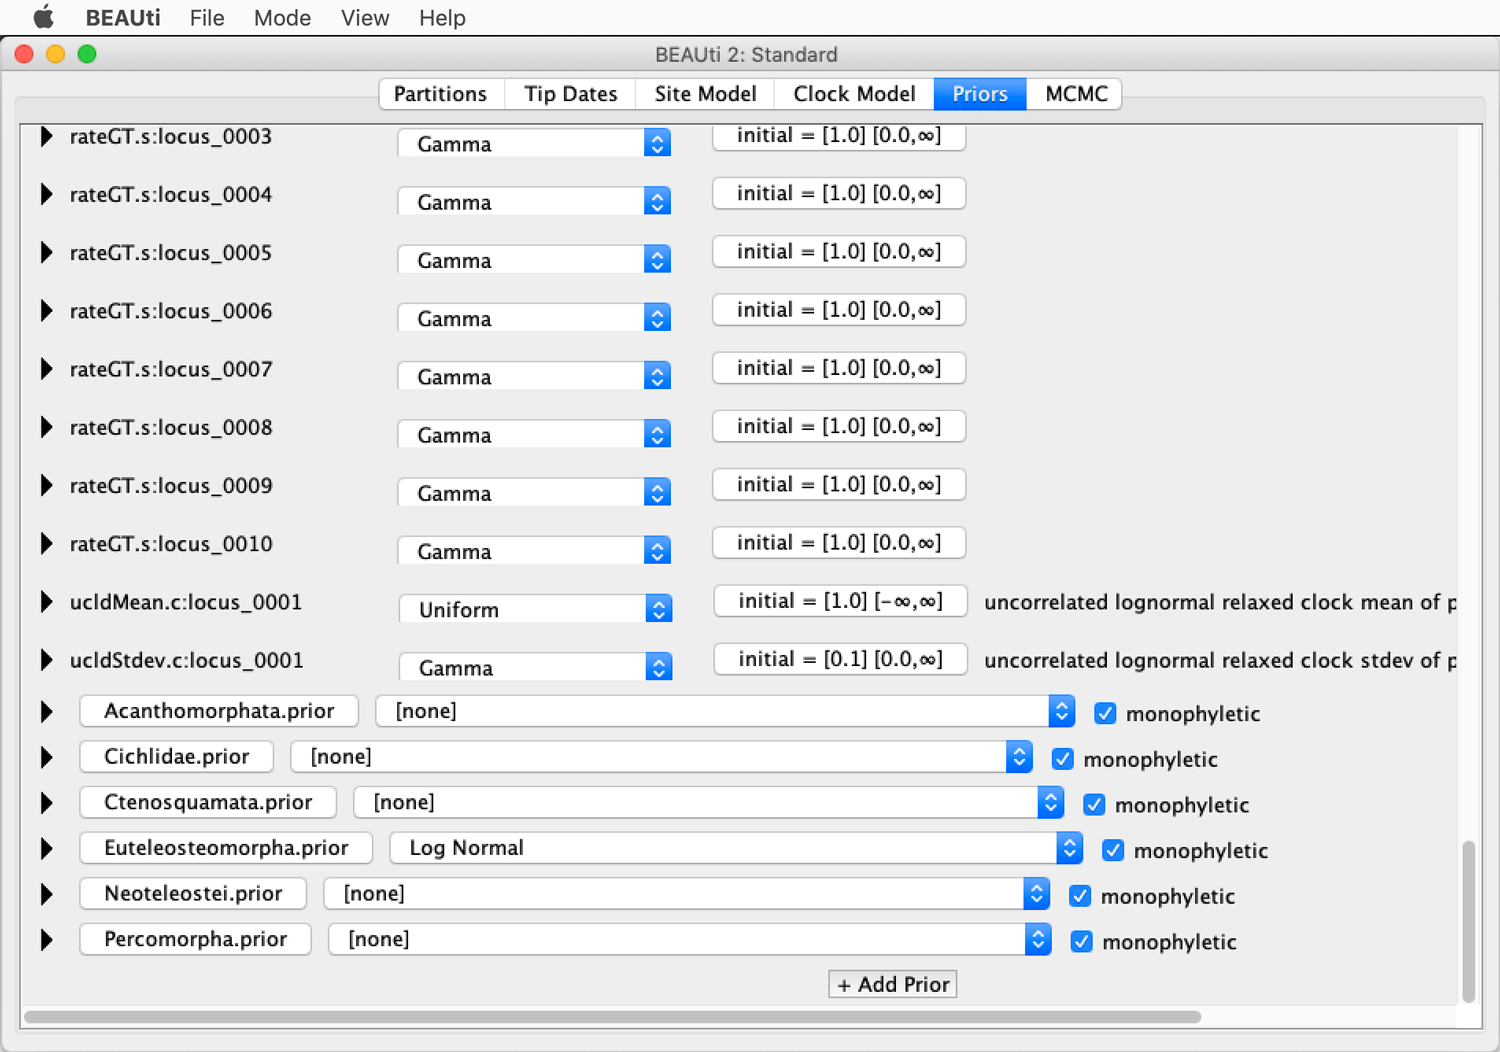 BEAUti File Mode View Help
BEAUti 2: Standard
Partitions Tip Dates Site Model Clock Model Priors MCMC
rateGT.s:locus_0003 Gamma initial = [1.0] [0.0,∞]
rateGT.s:locus_0004 Gamma initial = [1.0] [0.0,∞]
rateGT.s:locus_0005 Gamma initial = [1.0] [0.0,∞]
rateGT.s:locus_0006 Gamma initial = [1.0] [0.0,∞]
rateGT.s:locus_0007 Gamma initial = [1.0] [0.0,∞]
rateGT.s:locus_0008 Gamma initial = [1.0] [0.0,∞]
rateGT.s:locus_0009 Gamma initial = [1.0] [0.0,∞]
rateGT.s:locus_0010 Gamma initial = [1.0] [0.0,∞]
ucldMean.c:locus_0001 Uniform initial = [1.0] [-∞,∞] uncorrelated lognormal relaxed clock mean of p
ucldStdev.c:locus_0001 Gamma initial = [0.1] [0.0,∞] uncorrelated lognormal relaxed clock stdev of p
Acanthomorphata.prior [none] monophyletic
Cichlidae.prior [none] monophyletic
Ctenosquamata.prior [none] monophyletic
Euteleosteomorpha.prior Log Normal monophyletic
Neoteleostei.prior [none] monophyletic
Percomorpha.prior [none] monophyletic
+ Add Prior